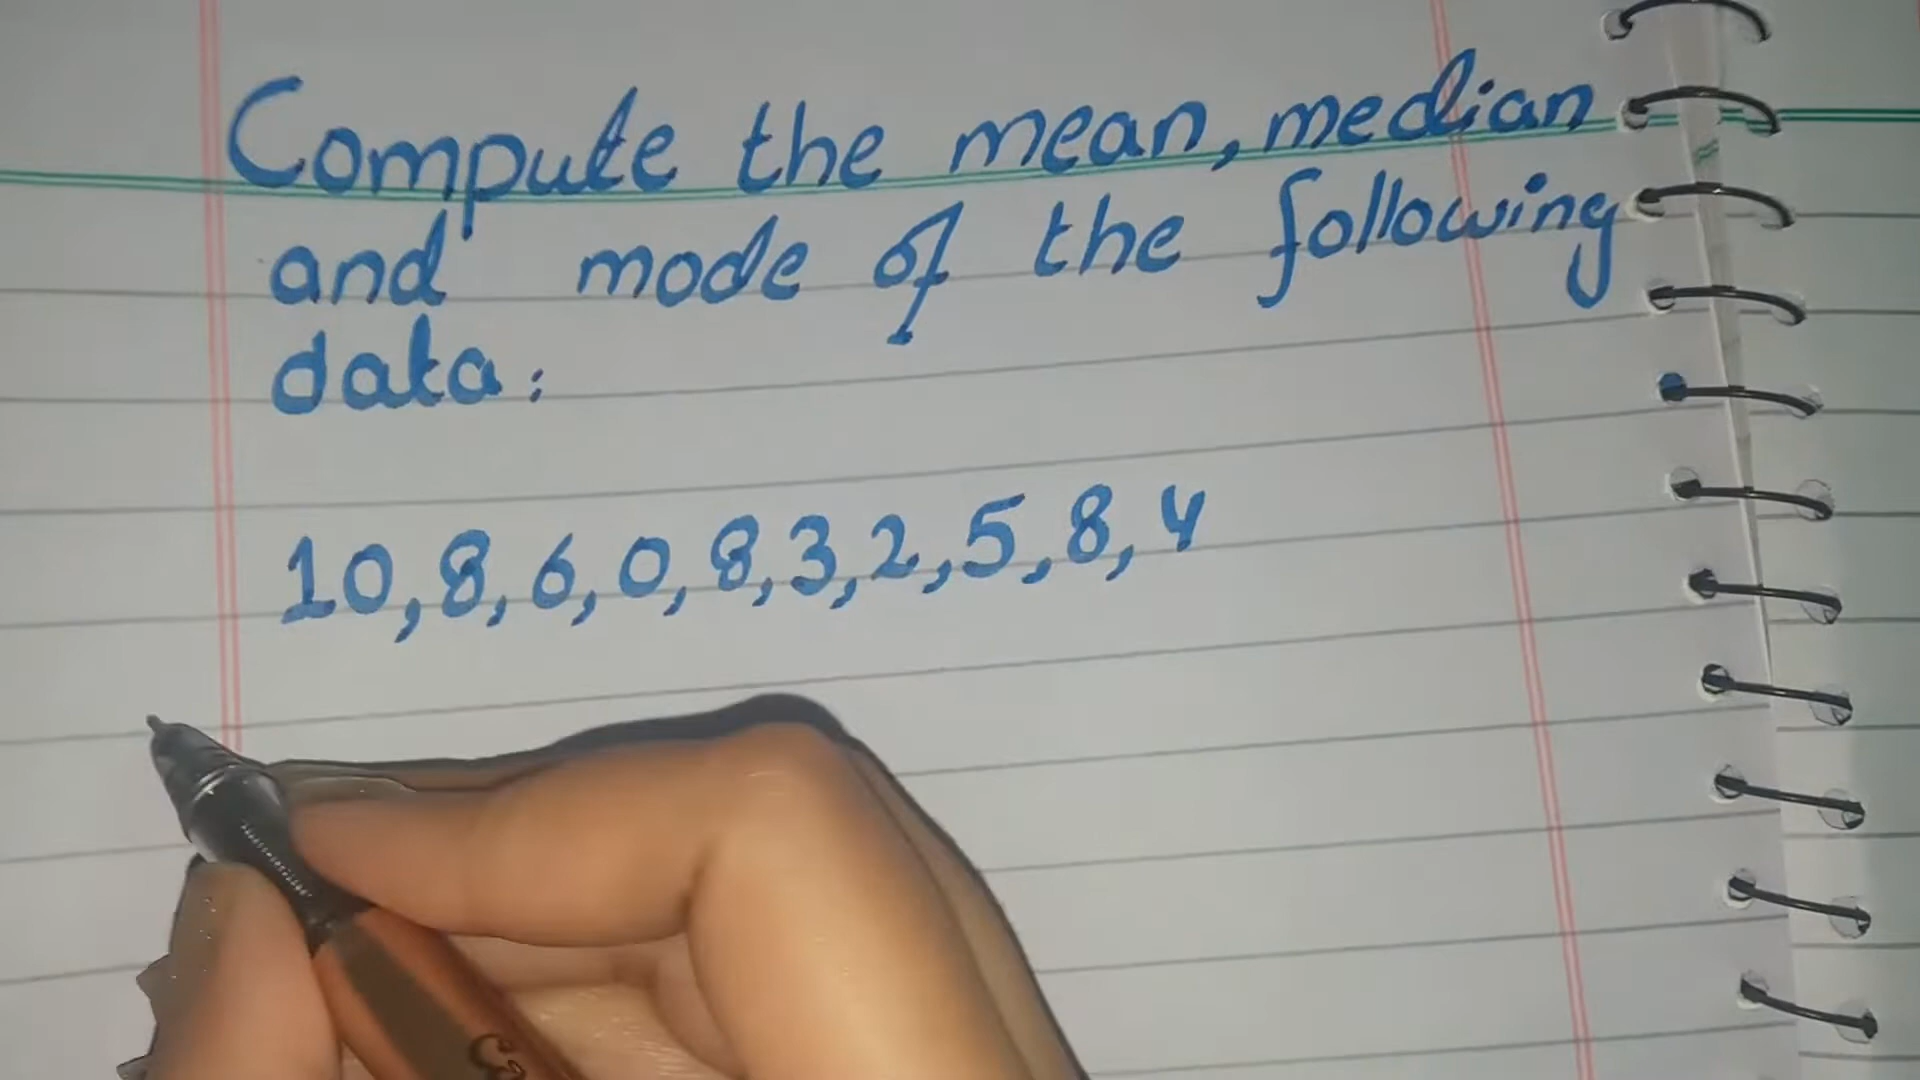 Compute the mean, median
and mode of the following
data:
10, 8, 6, 0, 8, 3, 2, 5, 8, 4